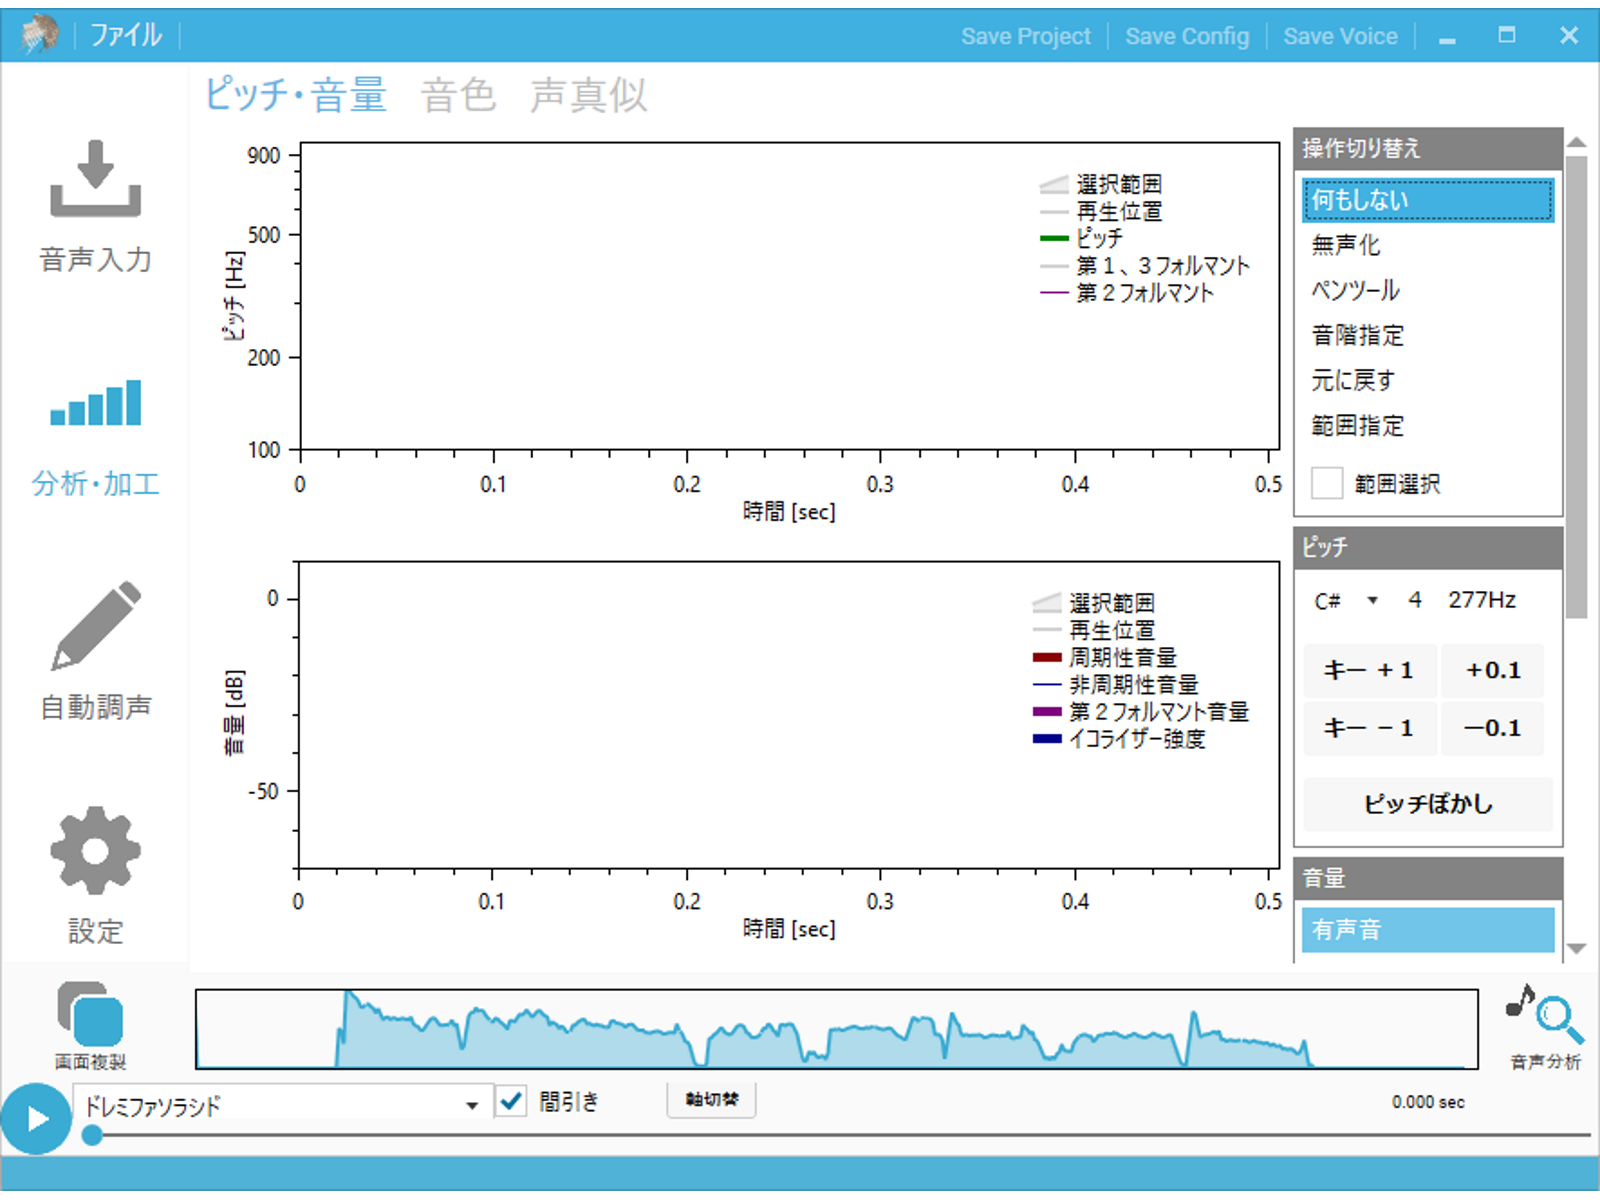 ファイル
Save Project
Save Config
Save Voice
音声入力
分析・加工
自動調声
設定
画面複製
ピッチ・音量 音色 声真似
900
500
200
100
ピッチ [Hz]
0 0.1 0.2 0.3 0.4 0.5
時間 [sec]
選択範囲
再生位置
ピッチ
第1、3フォルマント
第2フォルマント
0
-50
音量 [dB]
0 0.1 0.2 0.3 0.4 0.5
時間 [sec]
選択範囲
再生位置
周期性音量
非周期性音量
第2フォルマント音量
イコライザー強度
操作切り替え
何もしない
無声化
ペンツール
音階指定
元に戻す
範囲指定
範囲選択
ピッチ
C# 4 277Hz
キー +1 +0.1
キー −1 −0.1
ピッチぼかし
音量
有声音
音声分析
ドレミファソラシド
間引き
軸切替
0.000 sec